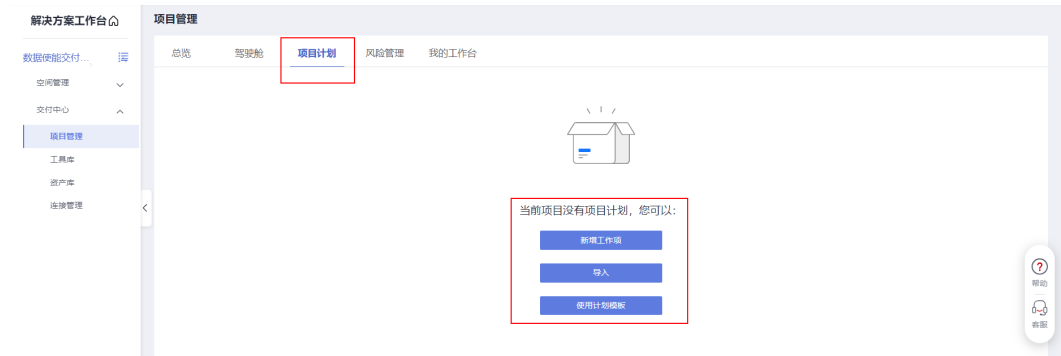 解决方案工作台
数据使能交付...
空间管理
交付中心
项目管理
工具库
资产库
连接管理
项目管理
总览 驾驶舱 项目计划 风险管理 我的工作台
当前项目没有项目计划，您可以：
新增工作项
导入
使用计划模板
帮助
客服